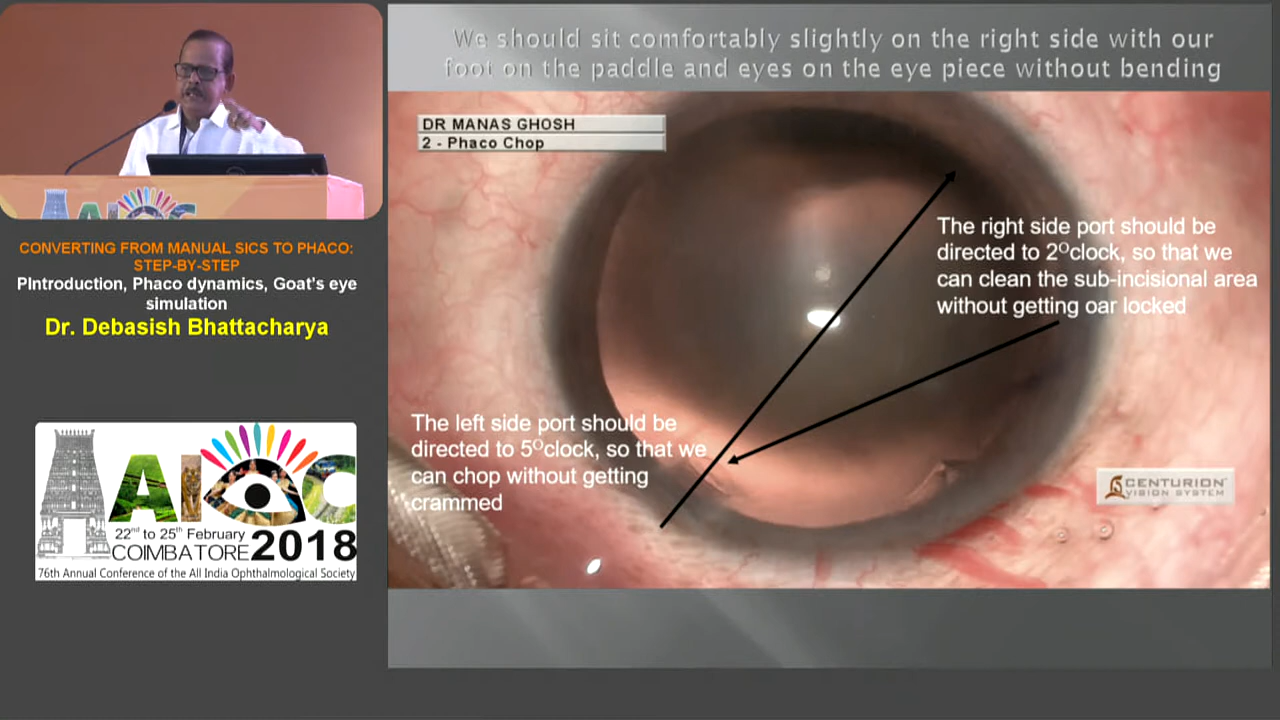 We should sit comfortably slightly on the right side with our
foot on the paddle and eyes on the eye piece without bending
DR MANAS GHOSH
2 - Phaco Chop
The right side port should be
directed to 2Oclock, so that we
can clean the sub-incisional area
without getting oar locked
The left side port should be
directed to 5Oclock, so that we
can chop without getting
crammed
CENTURION™
VISION SYSTEM
CONVERTING FROM MANUAL SICS TO PHACO:
STEP-BY-STEP
PIntroduction, Phaco dynamics, Goat's eye
simulation
Dr. Debasish Bhattacharya
AIOC
22nd to 25th February
COIMBATORE 2018
76th Annual Conference of the All India Ophthalmological Society